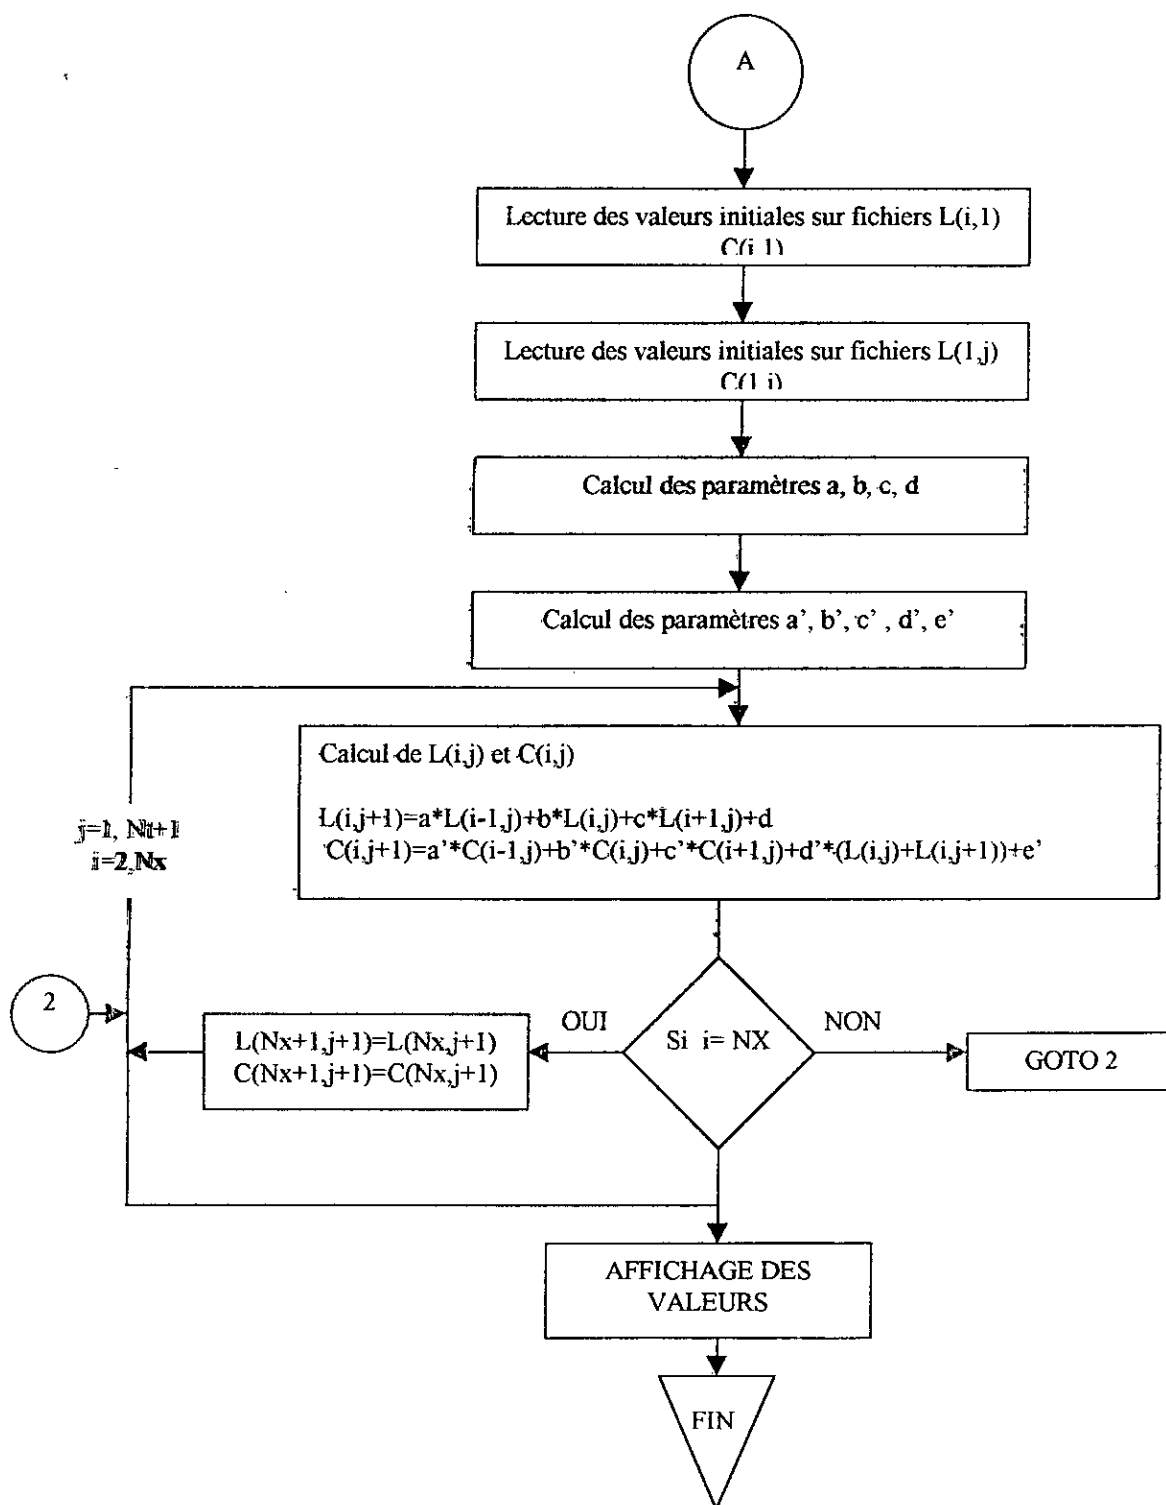 A
Lecture des valeurs initiales sur fichiers L(i,1)
C(i,1)
Lecture des valeurs initiales sur fichiers L(1,j)
C(1,j)
Calcul des paramètres a, b, c, d
Calcul des paramètres a’, b’, c’ , d’, e’
Calcul de L(i,j) et C(i,j)
L(i,j+1)=a*L(i-1,j)+b*L(i,j)+c*L(i+1,j)+d
C(i,j+1)=a’*C(i-1,j)+b’*C(i,j)+c’*C(i+1,j)+d’*(L(i,j)+L(i,j+1))+e’
j=1, Nt+1
i=2,Nx
2
OUI
Si i= NX
NON
L(Nx+1,j+1)=L(Nx,j+1)
C(Nx+1,j+1)=C(Nx,j+1)
GOTO 2
AFFICHAGE DES
VALEURS
FIN